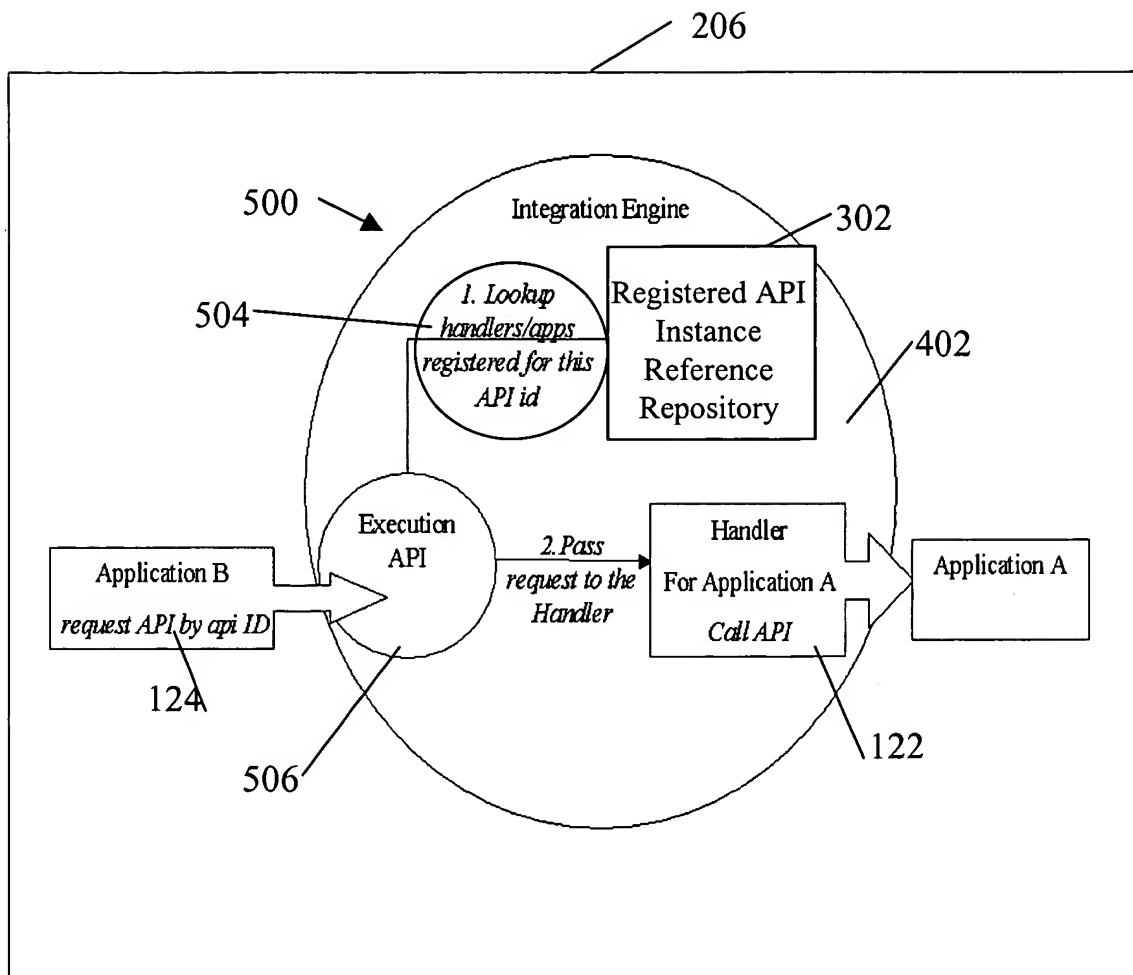 206
500
Integration Engine
302
504
1. Lookup
handlers/apps
registered for this
API id
Registered API
Instance
Reference
Repository
402
Execution
API
Application B
request API by api ID
2. Pass
request to the
Handler
Handler
For Application A
Call API
Application A
124
506
122